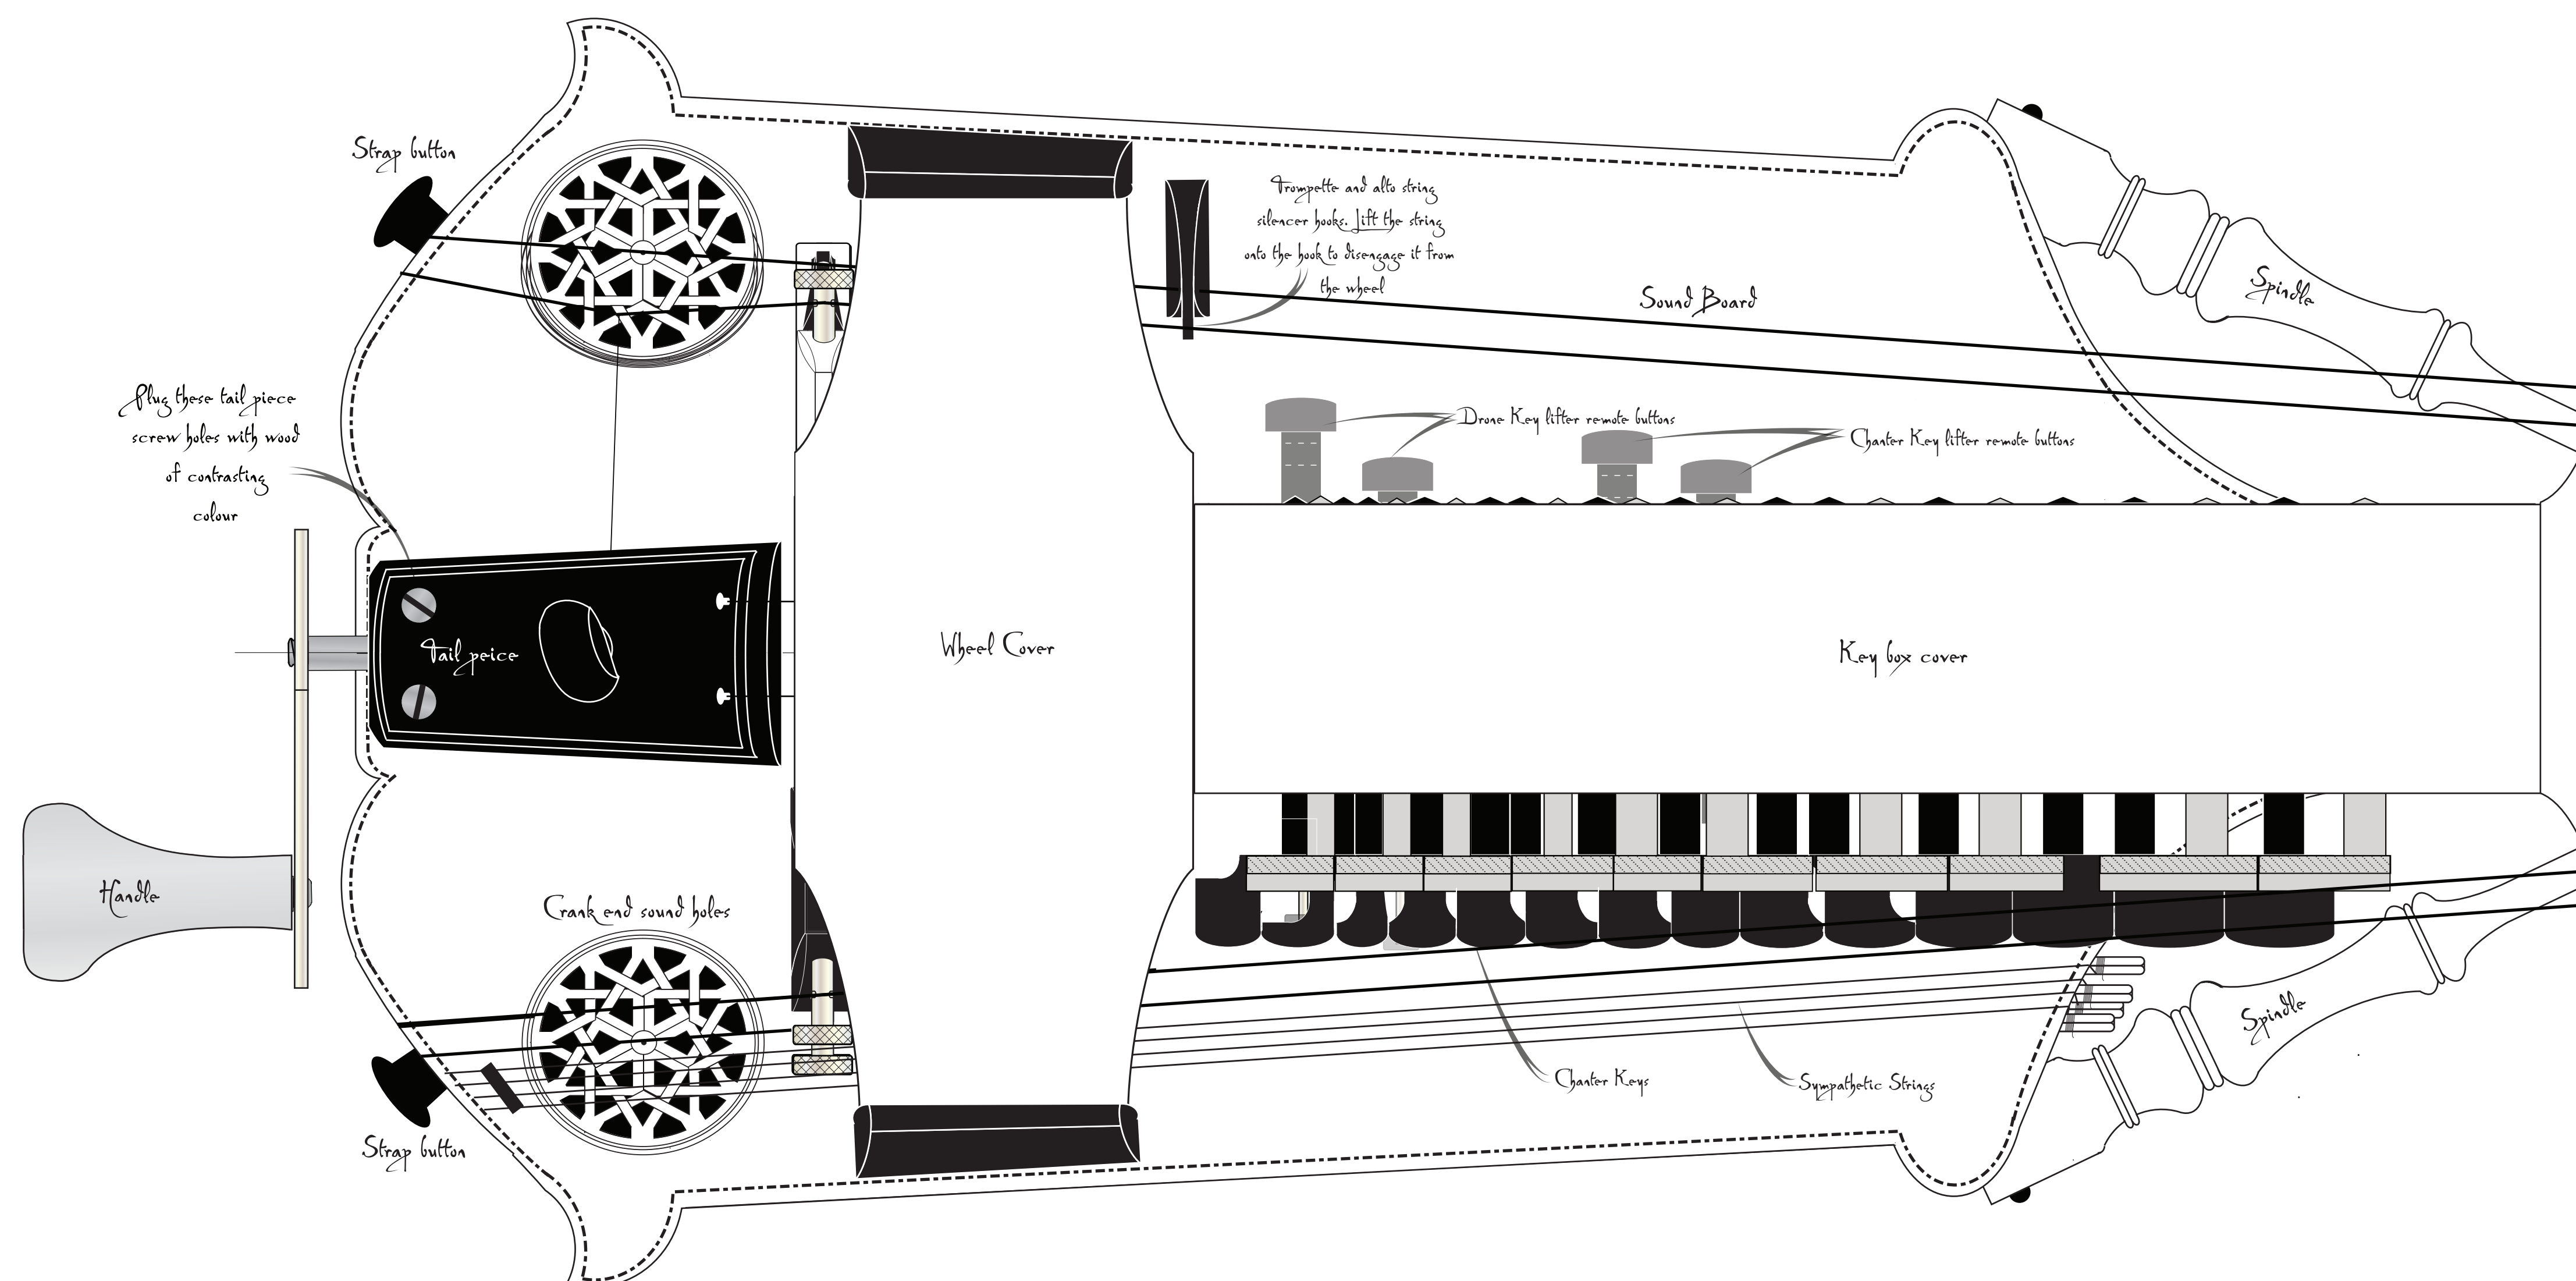 Strap button
Trompette and alto string
silencer hooks. Lift the string
onto the hook to disengage it from
the wheel
Spindle
Sound Board
Plug these tail piece
screw holes with wood
of contrasting
colour
Drone Key lifter remote buttons
Chanter Key lifter remote buttons
Tail peice
Wheel Cover
Key box cover
Handle
Crank end sound holes
Spindle
Chanter Keys
Sympathetic Strings
Strap button